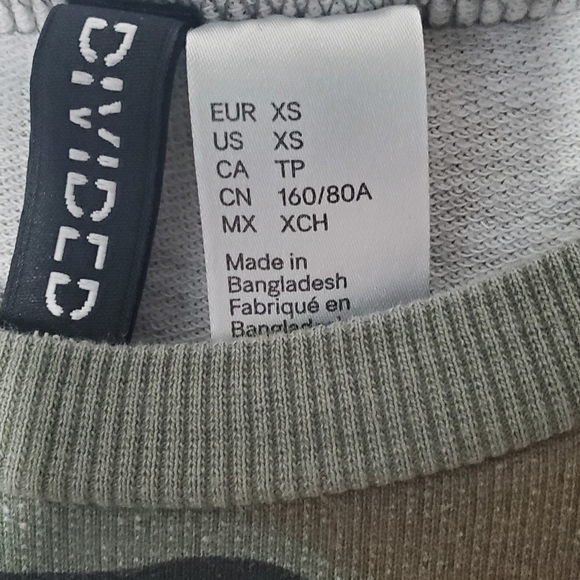 DIVIDED
EUR XS
US XS
CA TP
CN 160/80A
MX XCH
Made in
Bangladesh
Fabriqué en